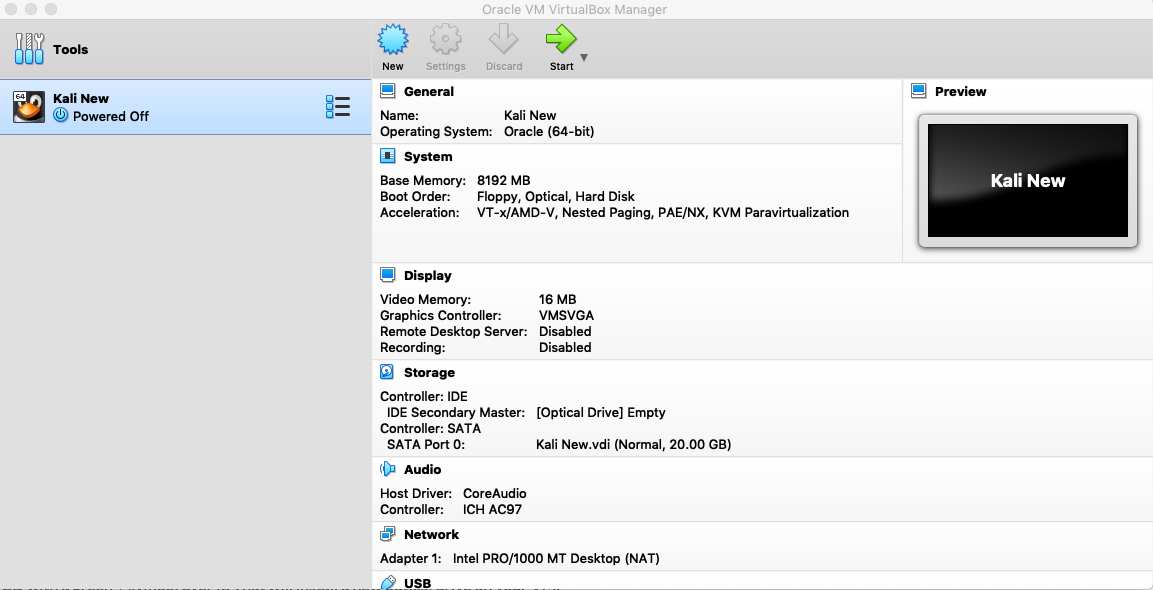 Oracle VM VirtualBox Manager
Tools
New
Settings
Discard
Start
64
Kali New
Powered Off
General
Name: Kali New
Operating System: Oracle (64-bit)
Preview
Kali New
System
Base Memory: 8192 MB
Boot Order: Floppy, Optical, Hard Disk
Acceleration: VT-x/AMD-V, Nested Paging, PAE/NX, KVM Paravirtualization
Display
Video Memory: 16 MB
Graphics Controller: VMSVGA
Remote Desktop Server: Disabled
Recording: Disabled
Storage
Controller: IDE
IDE Secondary Master: [Optical Drive] Empty
Controller: SATA
SATA Port 0: Kali New.vdi (Normal, 20.00 GB)
Audio
Host Driver: CoreAudio
Controller: ICH AC97
Network
Adapter 1: Intel PRO/1000 MT Desktop (NAT)
USB